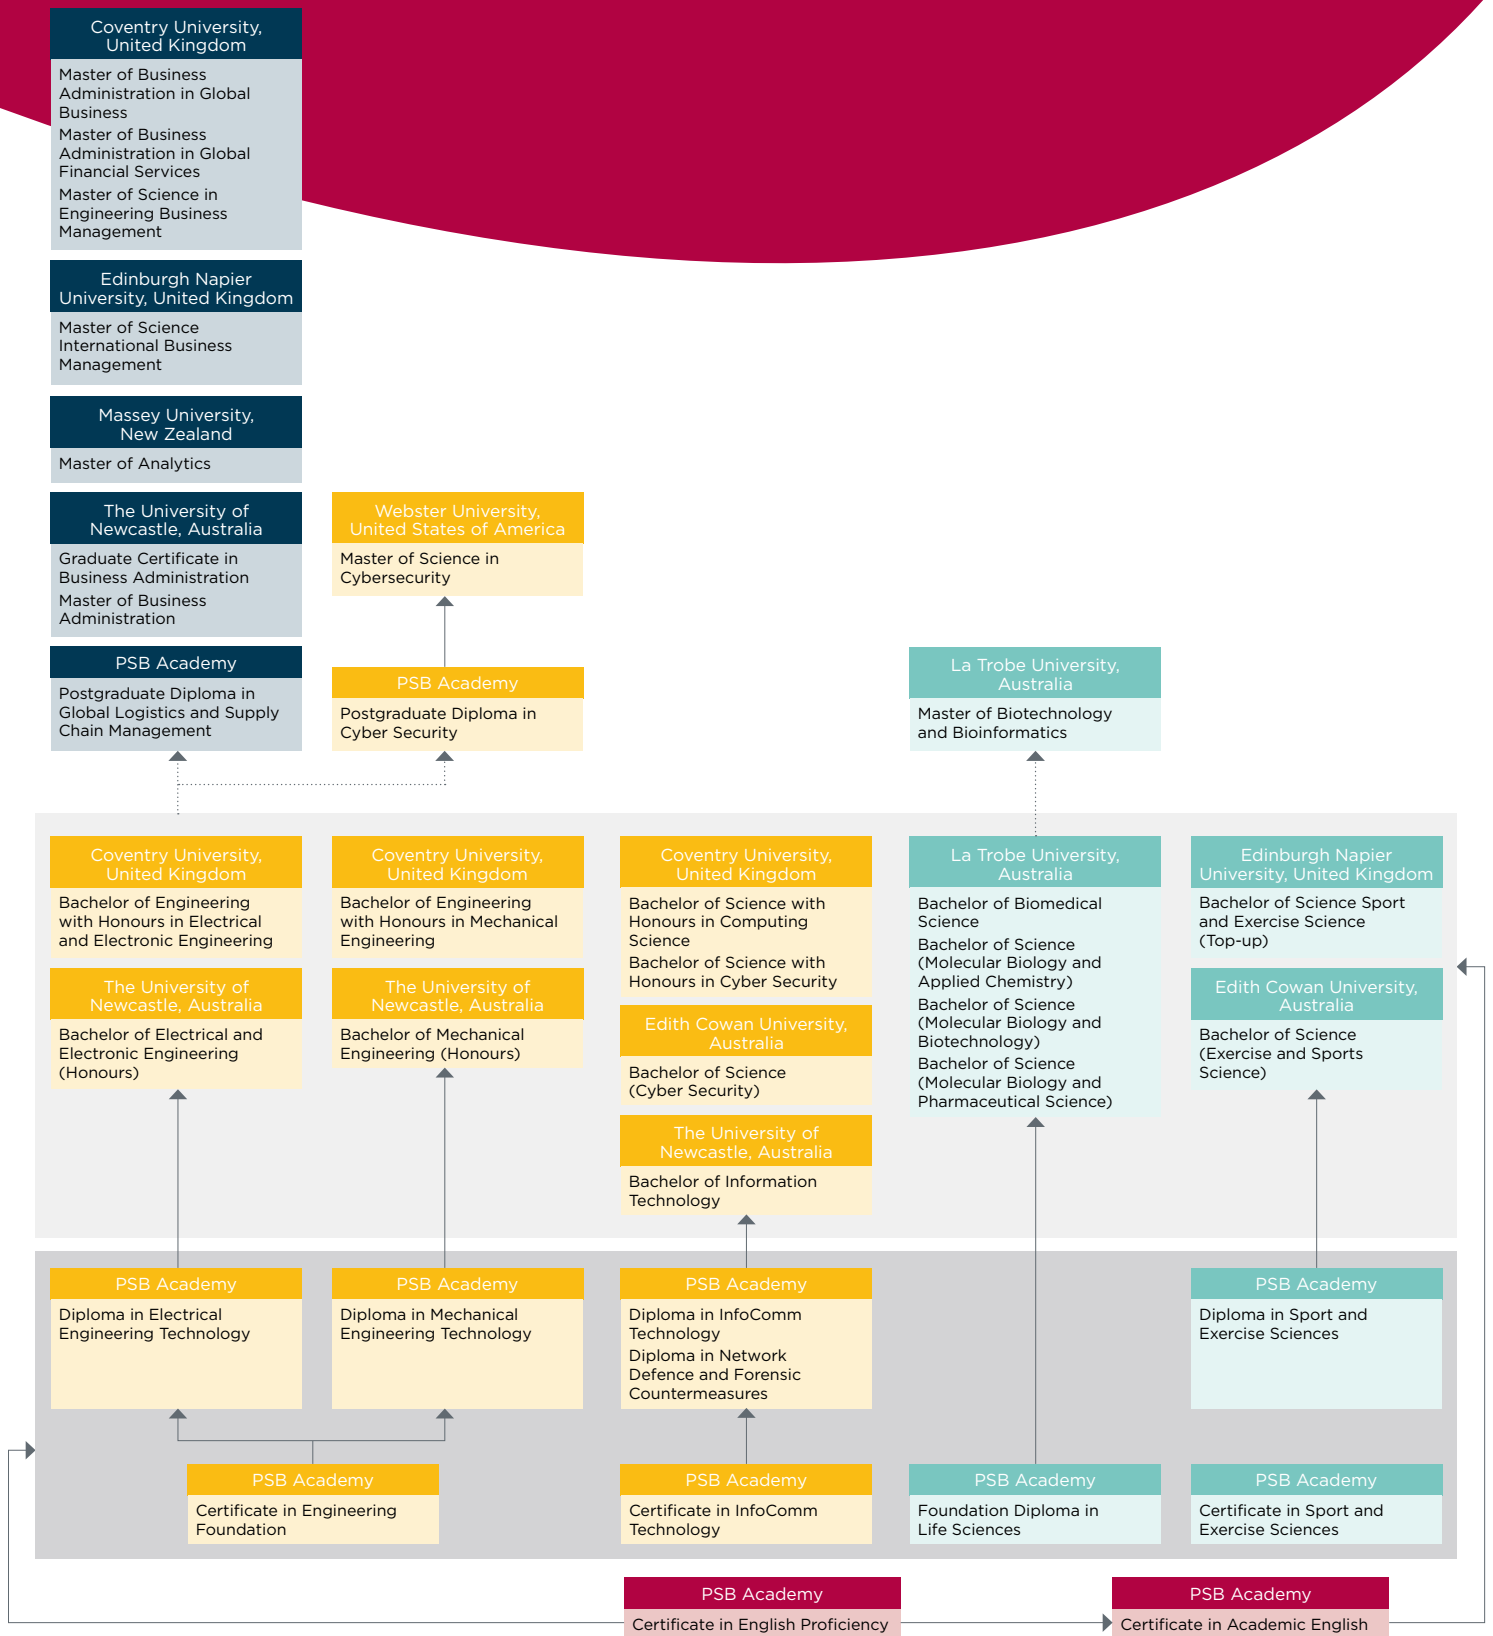 Coventry University,
United Kingdom
Master of Business
Administration in Global
Business
Master of Business
Administration in Global
Financial Services
Master of Science in
Engineering Business
Management
Edinburgh Napier
University, United Kingdom
Master of Science
International Business
Management
Massey University,
New Zealand
Master of Analytics
The University of
Newcastle, Australia
Graduate Certificate in
Business Administration
Master of Business
Administration
Webster University,
United States of America
Master of Science in
Cybersecurity
PSB Academy
Postgraduate Diploma in
Global Logistics and Supply
Chain Management
PSB Academy
Postgraduate Diploma in
Cyber Security
La Trobe University,
Australia
Master of Biotechnology
and Bioinformatics
Coventry University,
United Kingdom
Bachelor of Engineering
with Honours in Electrical
and Electronic Engineering
The University of
Newcastle, Australia
Bachelor of Electrical and
Electronic Engineering
(Honours)
Coventry University,
United Kingdom
Bachelor of Engineering
with Honours in Mechanical
Engineering
The University of
Newcastle, Australia
Bachelor of Mechanical
Engineering (Honours)
Coventry University,
United Kingdom
Bachelor of Science with
Honours in Computing
Science
Bachelor of Science with
Honours in Cyber Security
Edith Cowan University,
Australia
Bachelor of Science
(Cyber Security)
The University of
Newcastle, Australia
Bachelor of Information
Technology
La Trobe University,
Australia
Bachelor of Biomedical
Science
Bachelor of Science
(Molecular Biology and
Applied Chemistry)
Bachelor of Science
(Molecular Biology and
Biotechnology)
Bachelor of Science
(Molecular Biology and
Pharmaceutical Science)
Edinburgh Napier
University, United Kingdom
Bachelor of Science Sport
and Exercise Science
(Top-up)
Edith Cowan University,
Australia
Bachelor of Science
(Exercise and Sports
Science)
PSB Academy
Diploma in Electrical
Engineering Technology
PSB Academy
Diploma in Mechanical
Engineering Technology
PSB Academy
Diploma in InfoComm
Technology
Diploma in Network
Defence and Forensic
Countermeasures
PSB Academy
Diploma in Sport and
Exercise Sciences
PSB Academy
Certificate in Engineering
Foundation
PSB Academy
Certificate in InfoComm
Technology
PSB Academy
Foundation Diploma in
Life Sciences
PSB Academy
Certificate in Sport and
Exercise Sciences
PSB Academy
Certificate in English Proficiency
PSB Academy
Certificate in Academic English